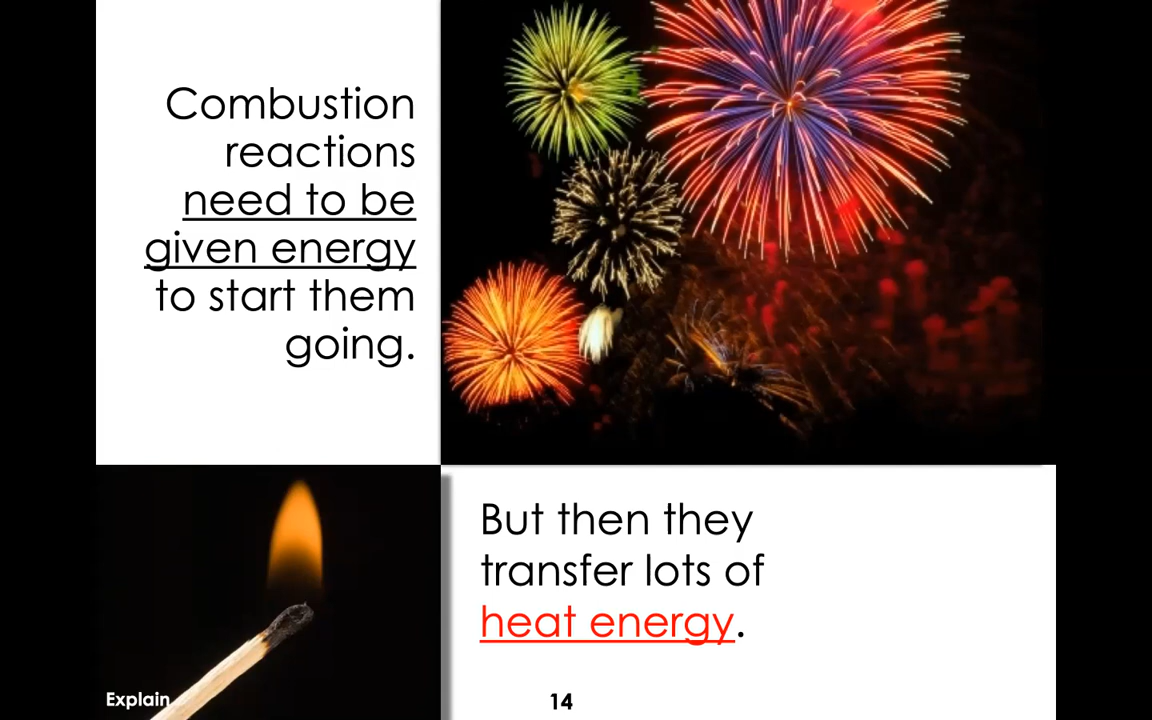 Combustion
reactions
need to be
given energy
to start them
going.
But then they
transfer lots of
heat energy.
Explain
14